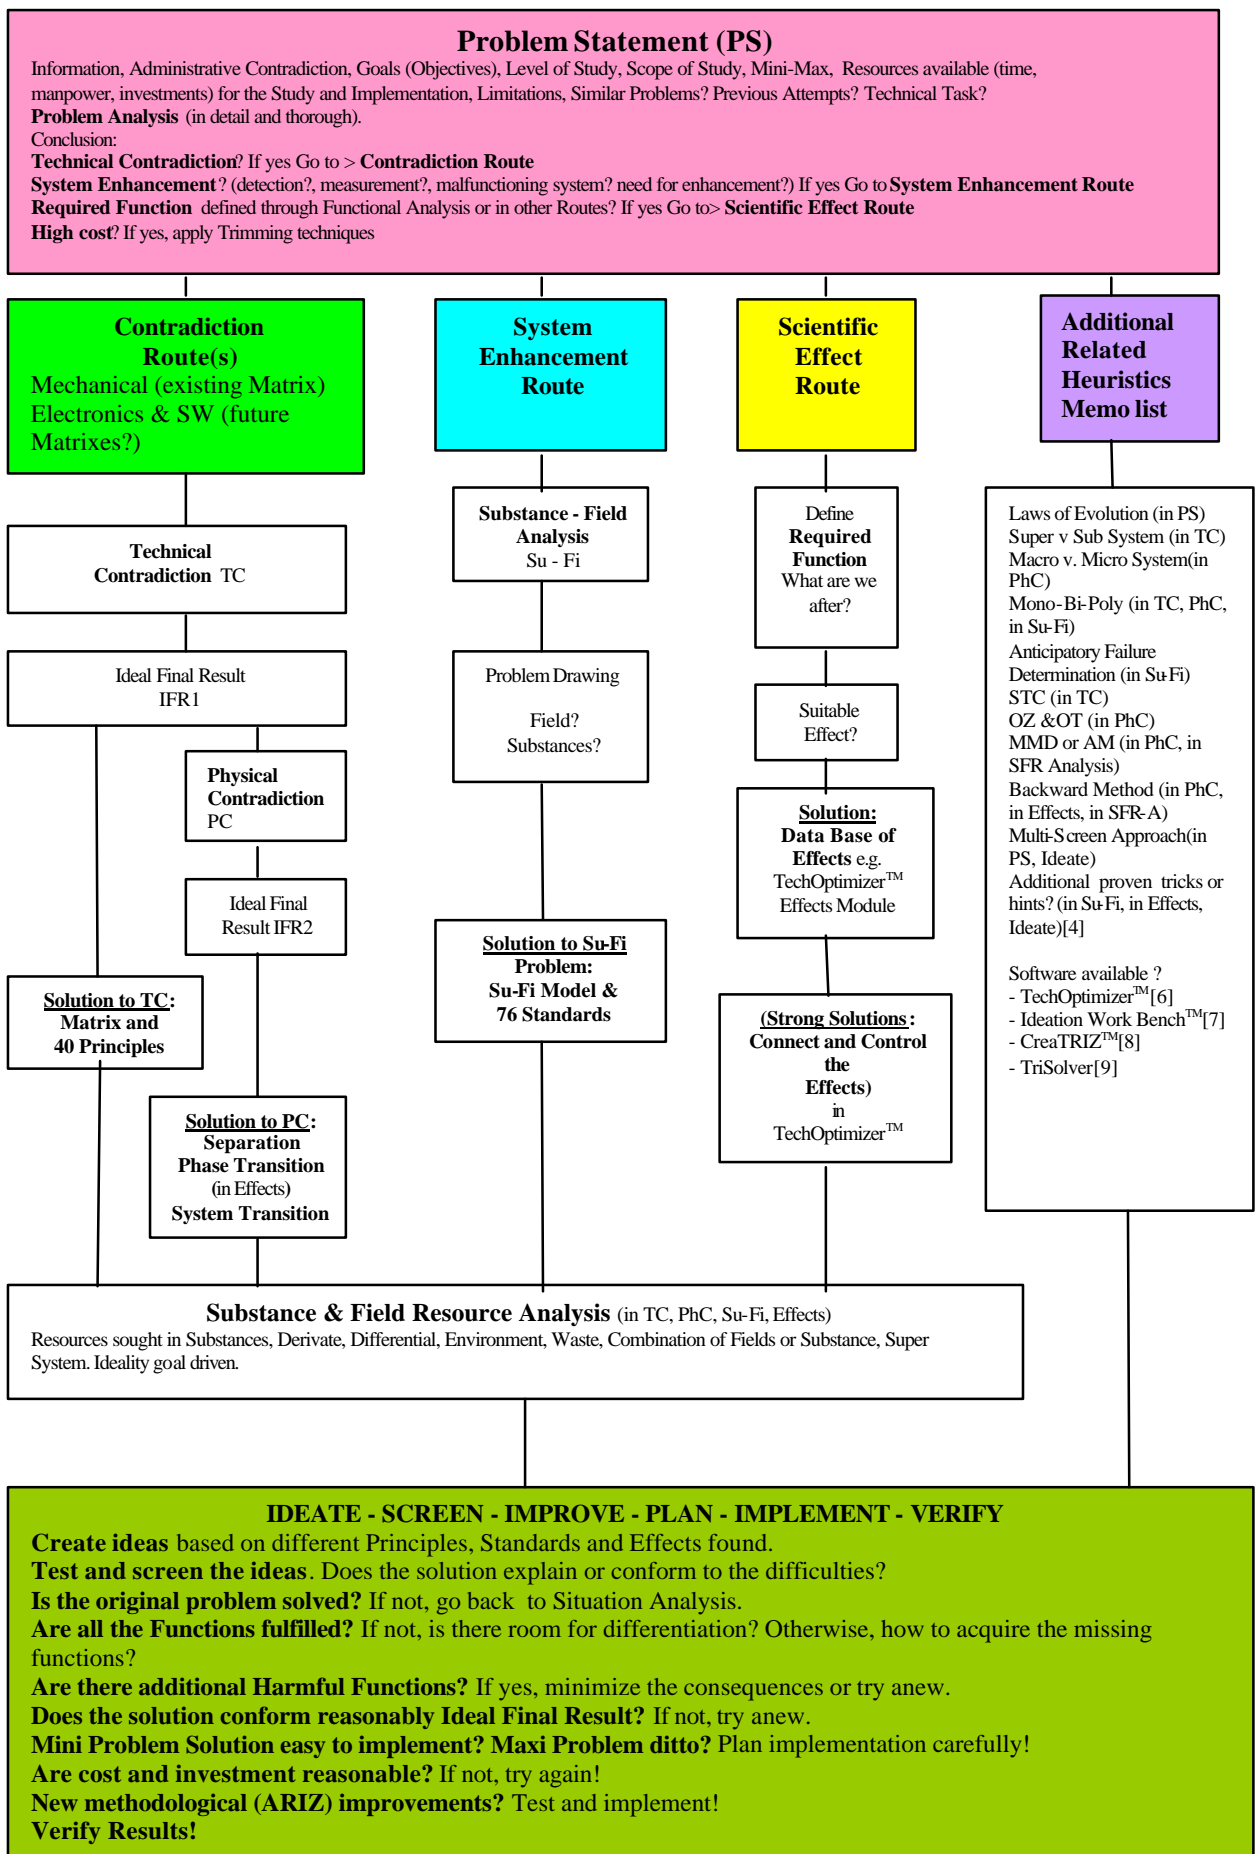 Problem Statement (PS)
Information, Administrative Contradiction, Goals (Objectives), Level of Study, Scope of Study, Mini-Max, Resources available (time,
manpower, investments) for the Study and Implementation, Limitations, Similar Problems? Previous Attempts? Technical Task?
Problem Analysis (in detail and thorough).
Conclusion:
Technical Contradiction? If yes Go to > Contradiction Route
System Enhancement? (detection?, measurement?, malfunctioning system? need for enhancement?) If yes Go to System Enhancement Route
Required Function defined through Functional Analysis or in other Routes? If yes Go to> Scientific Effect Route
High cost? If yes, apply Trimming techniques
Contradiction
Route(s)
Mechanical (existing Matrix)
Electronics & SW (future
Matrixes?)
Technical
Contradiction TC
Ideal Final Result
IFR1
Physical
Contradiction
PC
Ideal Final
Result IFR2
Solution to TC:
Matrix and
40 Principles
Solution to PC:
Separation
Phase Transition
(in Effects)
System Transition
System
Enhancement
Route
Substance - Field
Analysis
Su - Fi
Problem Drawing
Field?
Substances?
Solution to Su-Fi
Problem:
Su-Fi Model &
76 Standards
Scientific
Effect
Route
Define
Required
Function
What are we
after?
Suitable
Effect?
Solution:
Data Base of
Effects e.g.
TechOptimizer™
Effects Module
(Strong Solutions:
Connect and Control
the
Effects)
in
TechOptimizer™
Additional
Related
Heuristics
Memo list
Laws of Evolution (in PS)
Super v Sub System (in TC)
Macro v. Micro System(in
PhC)
Mono-Bi-Poly (in TC, PhC,
in Su-Fi)
Anticipatory Failure
Determination (in Su-Fi)
STC (in TC)
OZ &OT (in PhC)
MMD or AM (in PhC, in
SFR Analysis)
Backward Method (in PhC,
in Effects, in SFR-A)
Multi-Screen Approach(in
PS, Ideate)
Additional proven tricks or
hints? (in Su-Fi, in Effects,
Ideate)[4]
Software available ?
- TechOptimizer™[6]
- Ideation Work Bench™[7]
- CreaTRIZ™[8]
- TriSolver[9]
Substance & Field Resource Analysis (in TC, PhC, Su-Fi, Effects)
Resources sought in Substances, Derivate, Differential, Environment, Waste, Combination of Fields or Substance, Super
System. Ideality goal driven.
IDEATE - SCREEN - IMPROVE - PLAN - IMPLEMENT - VERIFY
Create ideas based on different Principles, Standards and Effects found.
Test and screen the ideas. Does the solution explain or conform to the difficulties?
Is the original problem solved? If not, go back to Situation Analysis.
Are all the Functions fulfilled? If not, is there room for differentiation? Otherwise, how to acquire the missing
functions?
Are there additional Harmful Functions? If yes, minimize the consequences or try anew.
Does the solution conform reasonably Ideal Final Result? If not, try anew.
Mini Problem Solution easy to implement? Maxi Problem ditto? Plan implementation carefully!
Are cost and investment reasonable? If not, try again!
New methodological (ARIZ) improvements? Test and implement!
Verify Results!